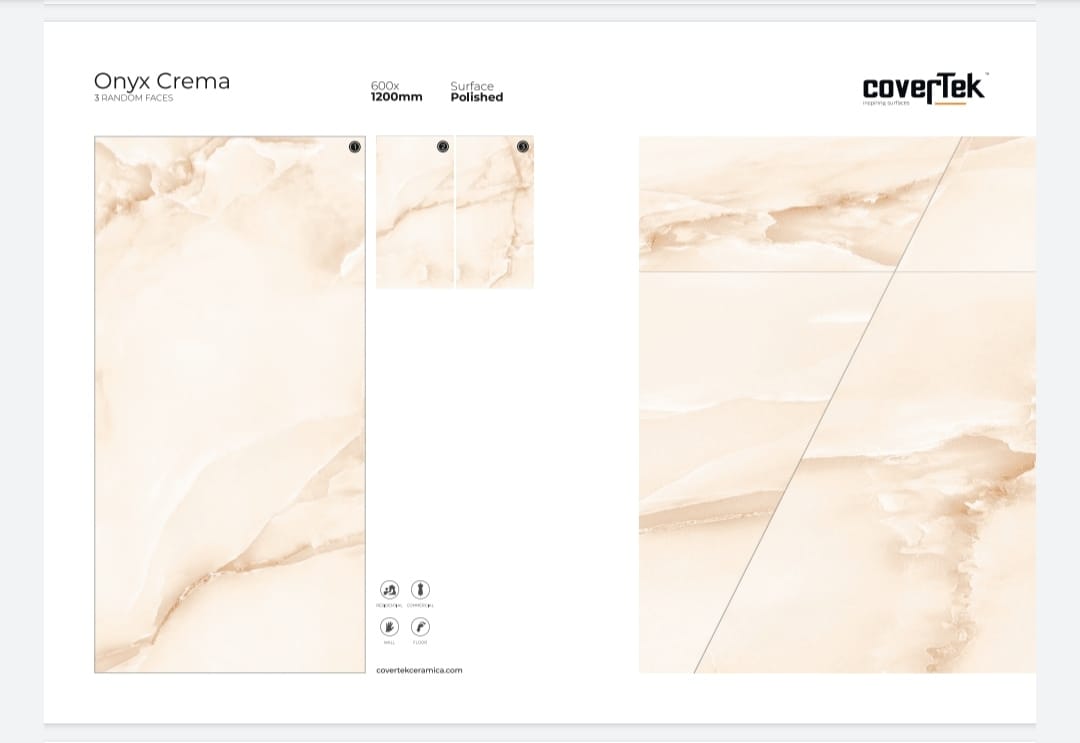 Onyx Crema
3 RANDOM FACES
600x
1200mm
Surface
Polished
coverTek™
inspiring surfaces
1
2
3
RESIDENTIAL COMMERCIAL
WALL FLOOR
covertekceramica.com